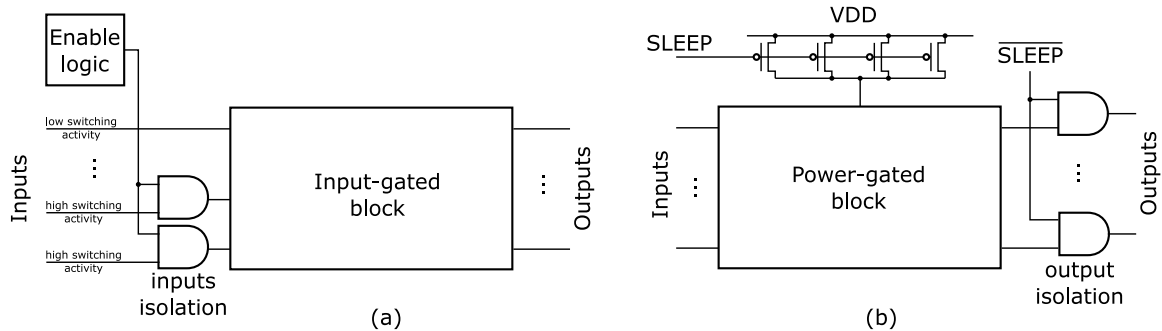 Enable
logic
Inputs
low switching
activity
high switching
activity
high switching
activity
inputs
isolation
Input-gated
block
Outputs
(a)
VDD
SLEEP
SLEEP
Inputs
Power-gated
block
Outputs
output
isolation
(b)